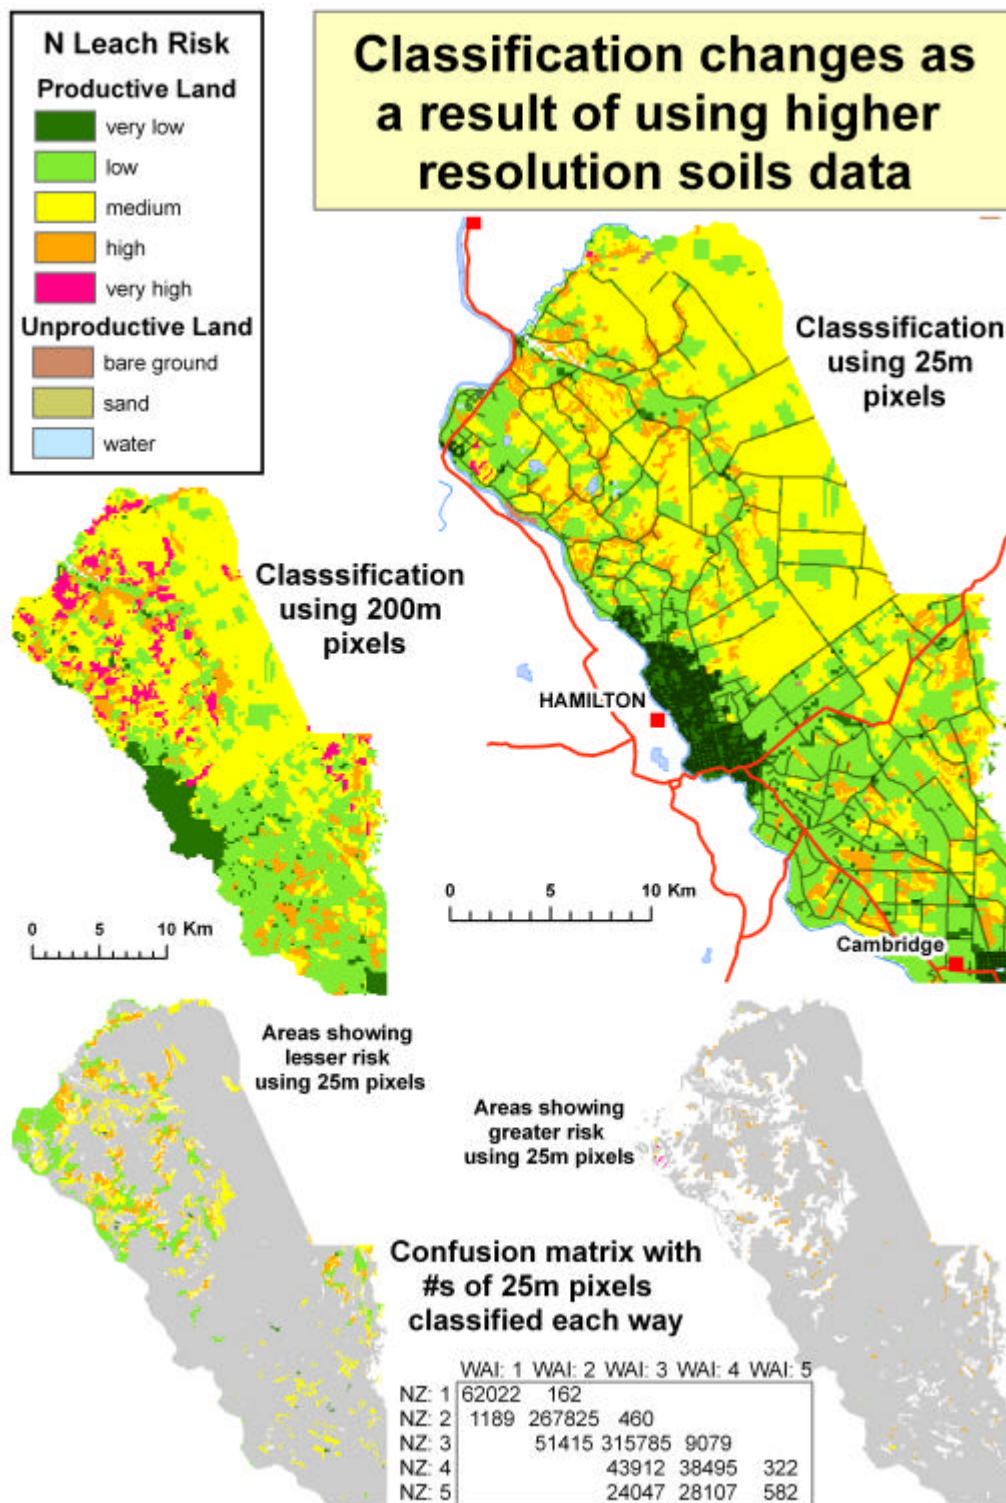 N Leach Risk
Productive Land
very low
low
medium
high
very high
Unproductive Land
bare ground
sand
water
Classification changes as
a result of using higher
resolution soils data
Classsification
using 25m
pixels
Classsification
using 200m
pixels
HAMILTON
0 5 10 Km
Cambridge
0 5 10 Km
Areas showing
lesser risk
using 25m pixels
Areas showing
greater risk
using 25m pixels
Confusion matrix with
#s of 25m pixels
classified each way
WAI: 1 WAI: 2 WAI: 3 WAI: 4 WAI: 5
NZ: 1 62022 162
NZ: 2 1189 267825 460
NZ: 3 51415 315785 9079
NZ: 4 43912 38495 322
NZ: 5 24047 28107 582